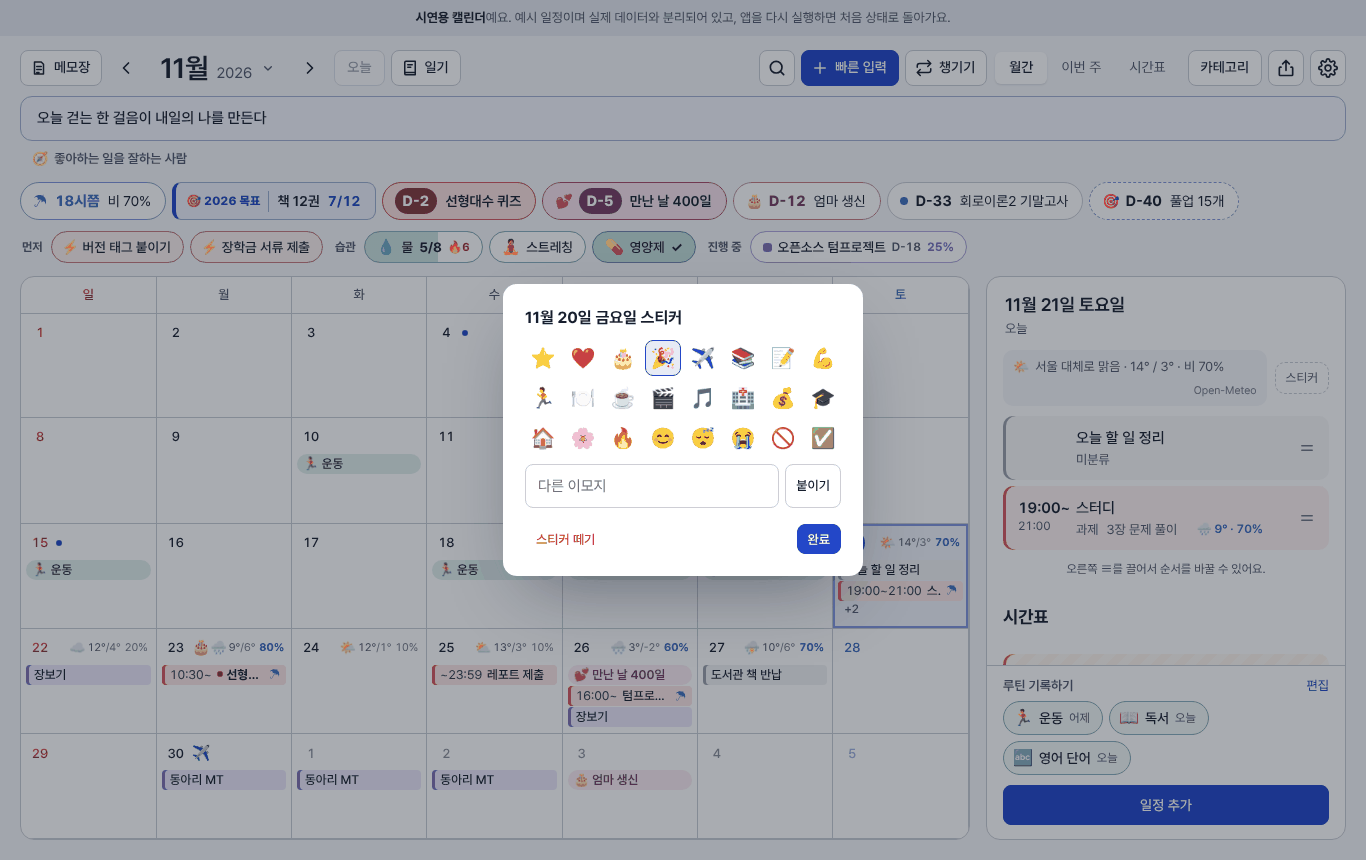 시연용 캘린더예요. 예시 일정이며 실제 데이터와 분리되어 있고, 앱을 다시 실행하면 처음 상태로 돌아가요.
메모장 11월 2026 오늘 일기 빠른 입력 챙기기 월간 이번 주 시간표 카테고리
오늘 걷는 한 걸음이 내일의 나를 만든다
좋아하는 일을 잘하는 사람
18시쯤 비 70% 2026 목표 책 12권 7/12 D-2 선형대수 퀴즈 D-5 만난 날 400일 D-12 엄마 생신 D-33 회로이론2 기말고사 D-40 풀업 15개
먼저 버전 태그 붙이기 장학금 서류 제출 습관 물 5/8 6 스트레칭 영양제 진행 중 오픈소스 텀프로젝트 D-18 25%
일 월 화 수 토
1 2 3 4
8 9 10 11
운동
15 16 17 18 14°/3° 70%
운동 운동 할 일 정리
19:00~21:00 스.
+2
22 12°/4° 20% 23 9°/6° 80% 24 12°/1° 10% 25 13°/3° 10% 26 3°/-2° 60% 27 10°/6° 70% 28
장보기 10:30~ 선형... ~23:59 레포트 제출 만난 날 400일 도서관 책 반납
16:00~ 텀프로...
장보기
29 30 1 2 3 4 5
동아리 MT 동아리 MT 동아리 MT 엄마 생신
11월 20일 금요일 스티커
다른 이모지 붙이기
스티커 떼기 완료
11월 21일 토요일
오늘
서울 대체로 맑음 · 14° / 3° · 비 70% 스티커
Open-Meteo
오늘 할 일 정리
미분류
19:00~ 스터디
21:00 과제 3장 문제 풀이 9° · 70%
오른쪽 ≡를 끌어서 순서를 바꿀 수 있어요.
시간표
루틴 기록하기 편집
운동 어제 독서 오늘
abc 영어 단어 오늘
일정 추가